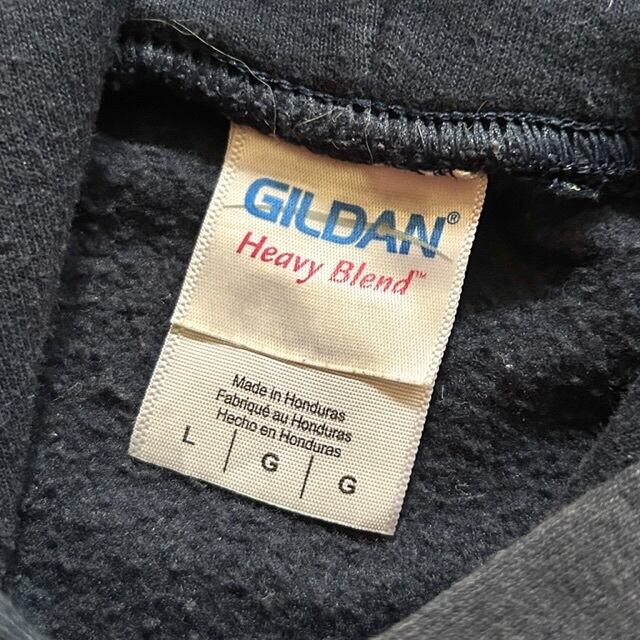 GILDAN®
Heavy Blend™
Made in Honduras
Fabriqué au Honduras
Hecho en Honduras
L | G | G